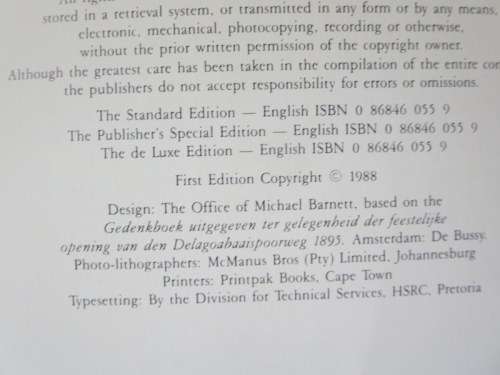 stored in a retrieval system, or transmitted in any form or by any means,
electronic, mechanical, photocopying, recording or otherwise,
without the prior written permission of the copyright owner.
Although the greatest care has been taken in the compilation of the entire
the publishers do not accept responsibility for errors or omissions.
The Standard Edition — English ISBN 0 86846 055 9
The Publisher's Special Edition — English ISBN 0 86846 055 9
The de Luxe Edition — English ISBN 0 86846 055 9
First Edition Copyright © 1988
Design: The Office of Michael Barnett, based on the
Gedenkboek uitgegeven ter gelegenheid der feestelijke
opening van den Delagoabaaispoorweg 1895. Amsterdam: De Bussy.
Photo-lithographers: McManus Bros (Pty) Limited, Johannesburg
Printers: Printpak Books, Cape Town
Typesetting: By the Division for Technical Services, HSRC, Pretoria